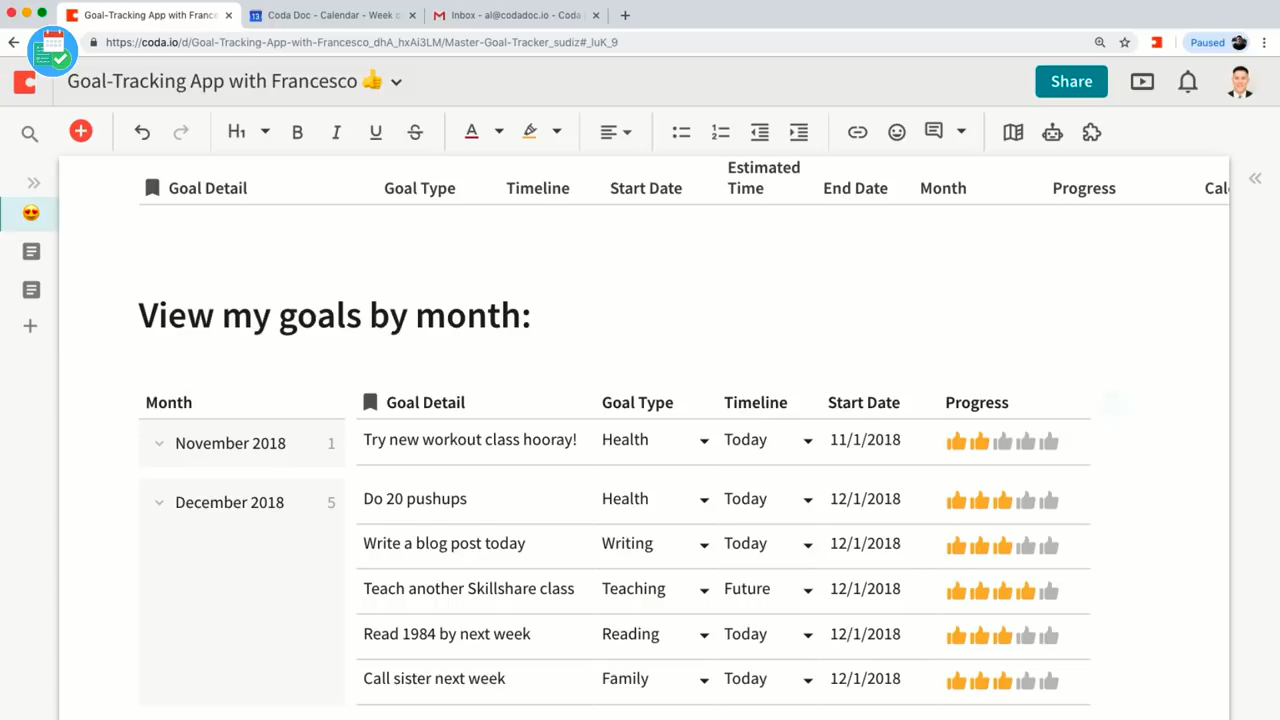 Goal-Tracking App with France
Coda Doc - Calendar - Week o
Inbox - al@codadoc.io - Coda
https://coda.io/d/Goal-Tracking-App-with-Francesco_dhA_hxAi3LM/Master-Goal-Tracker_sudiz#_luK_9
Paused
Goal-Tracking App with Francesco 👍
Share
H1 B I U S A
Goal Detail Goal Type Timeline Start Date Estimated Time End Date Month Progress Cale
View my goals by month:
Month Goal Detail Goal Type Timeline Start Date Progress
November 2018 1 Try new workout class hooray! Health Today 11/1/2018
December 2018 5 Do 20 pushups Health Today 12/1/2018
Write a blog post today Writing Today 12/1/2018
Teach another Skillshare class Teaching Future 12/1/2018
Read 1984 by next week Reading Today 12/1/2018
Call sister next week Family Today 12/1/2018